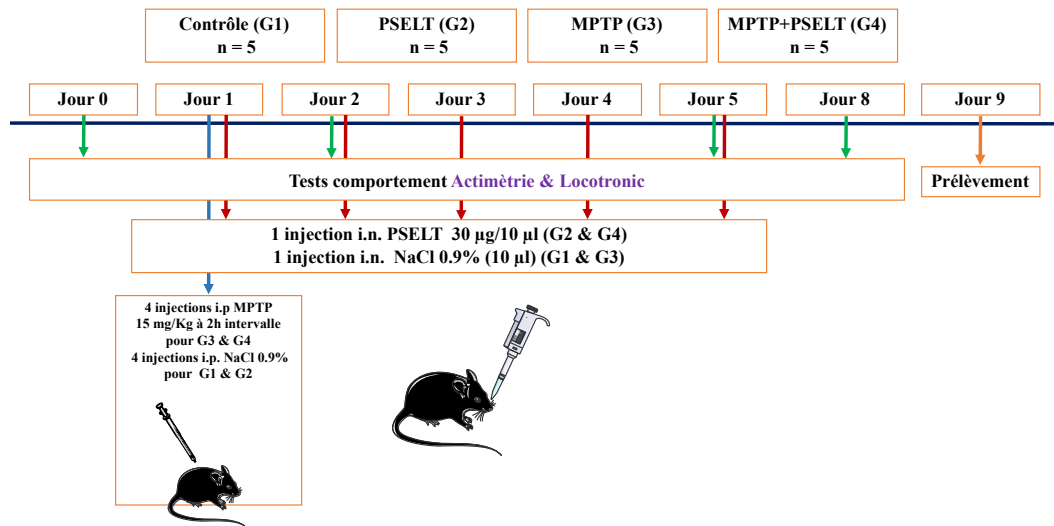 Contrôle (G1)
n = 5
PSELT (G2)
n = 5
MPTP (G3)
n = 5
MPTP+PSELT (G4)
n = 5
Jour 0
Jour 1
Jour 2
Jour 3
Jour 4
Jour 5
Jour 8
Jour 9
Tests comportement Actimètrie & Locotronic
Prélèvement
1 injection i.n. PSELT 30 µg/10 µl (G2 & G4)
1 injection i.n. NaCl 0.9% (10 µl) (G1 & G3)
4 injections i.p MPTP
15 mg/Kg à 2h intervalle
pour G3 & G4
4 injections i.p. NaCl 0.9%
pour G1 & G2